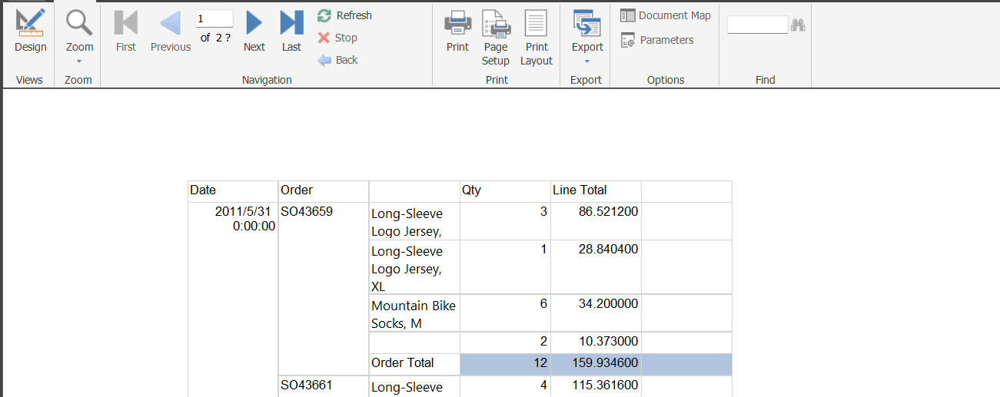 Design
Zoom
First
Previous
1
of 2 ?
Next
Last
Refresh
Stop
Back
Print
Page
Setup
Print
Layout
Export
Document Map
Parameters
Views
Zoom
Navigation
Print
Export
Options
Find
Date Order Qty Line Total
2011/5/31 SO43659 Long-Sleeve 3 86.521200
0:00:00 Logo Jersey,
Long-Sleeve 1 28.840400
Logo Jersey,
XL
Mountain Bike 6 34.200000
Socks, M
2 10.373000
Order Total 12 159.934600
SO43661 Long-Sleeve 4 115.361600